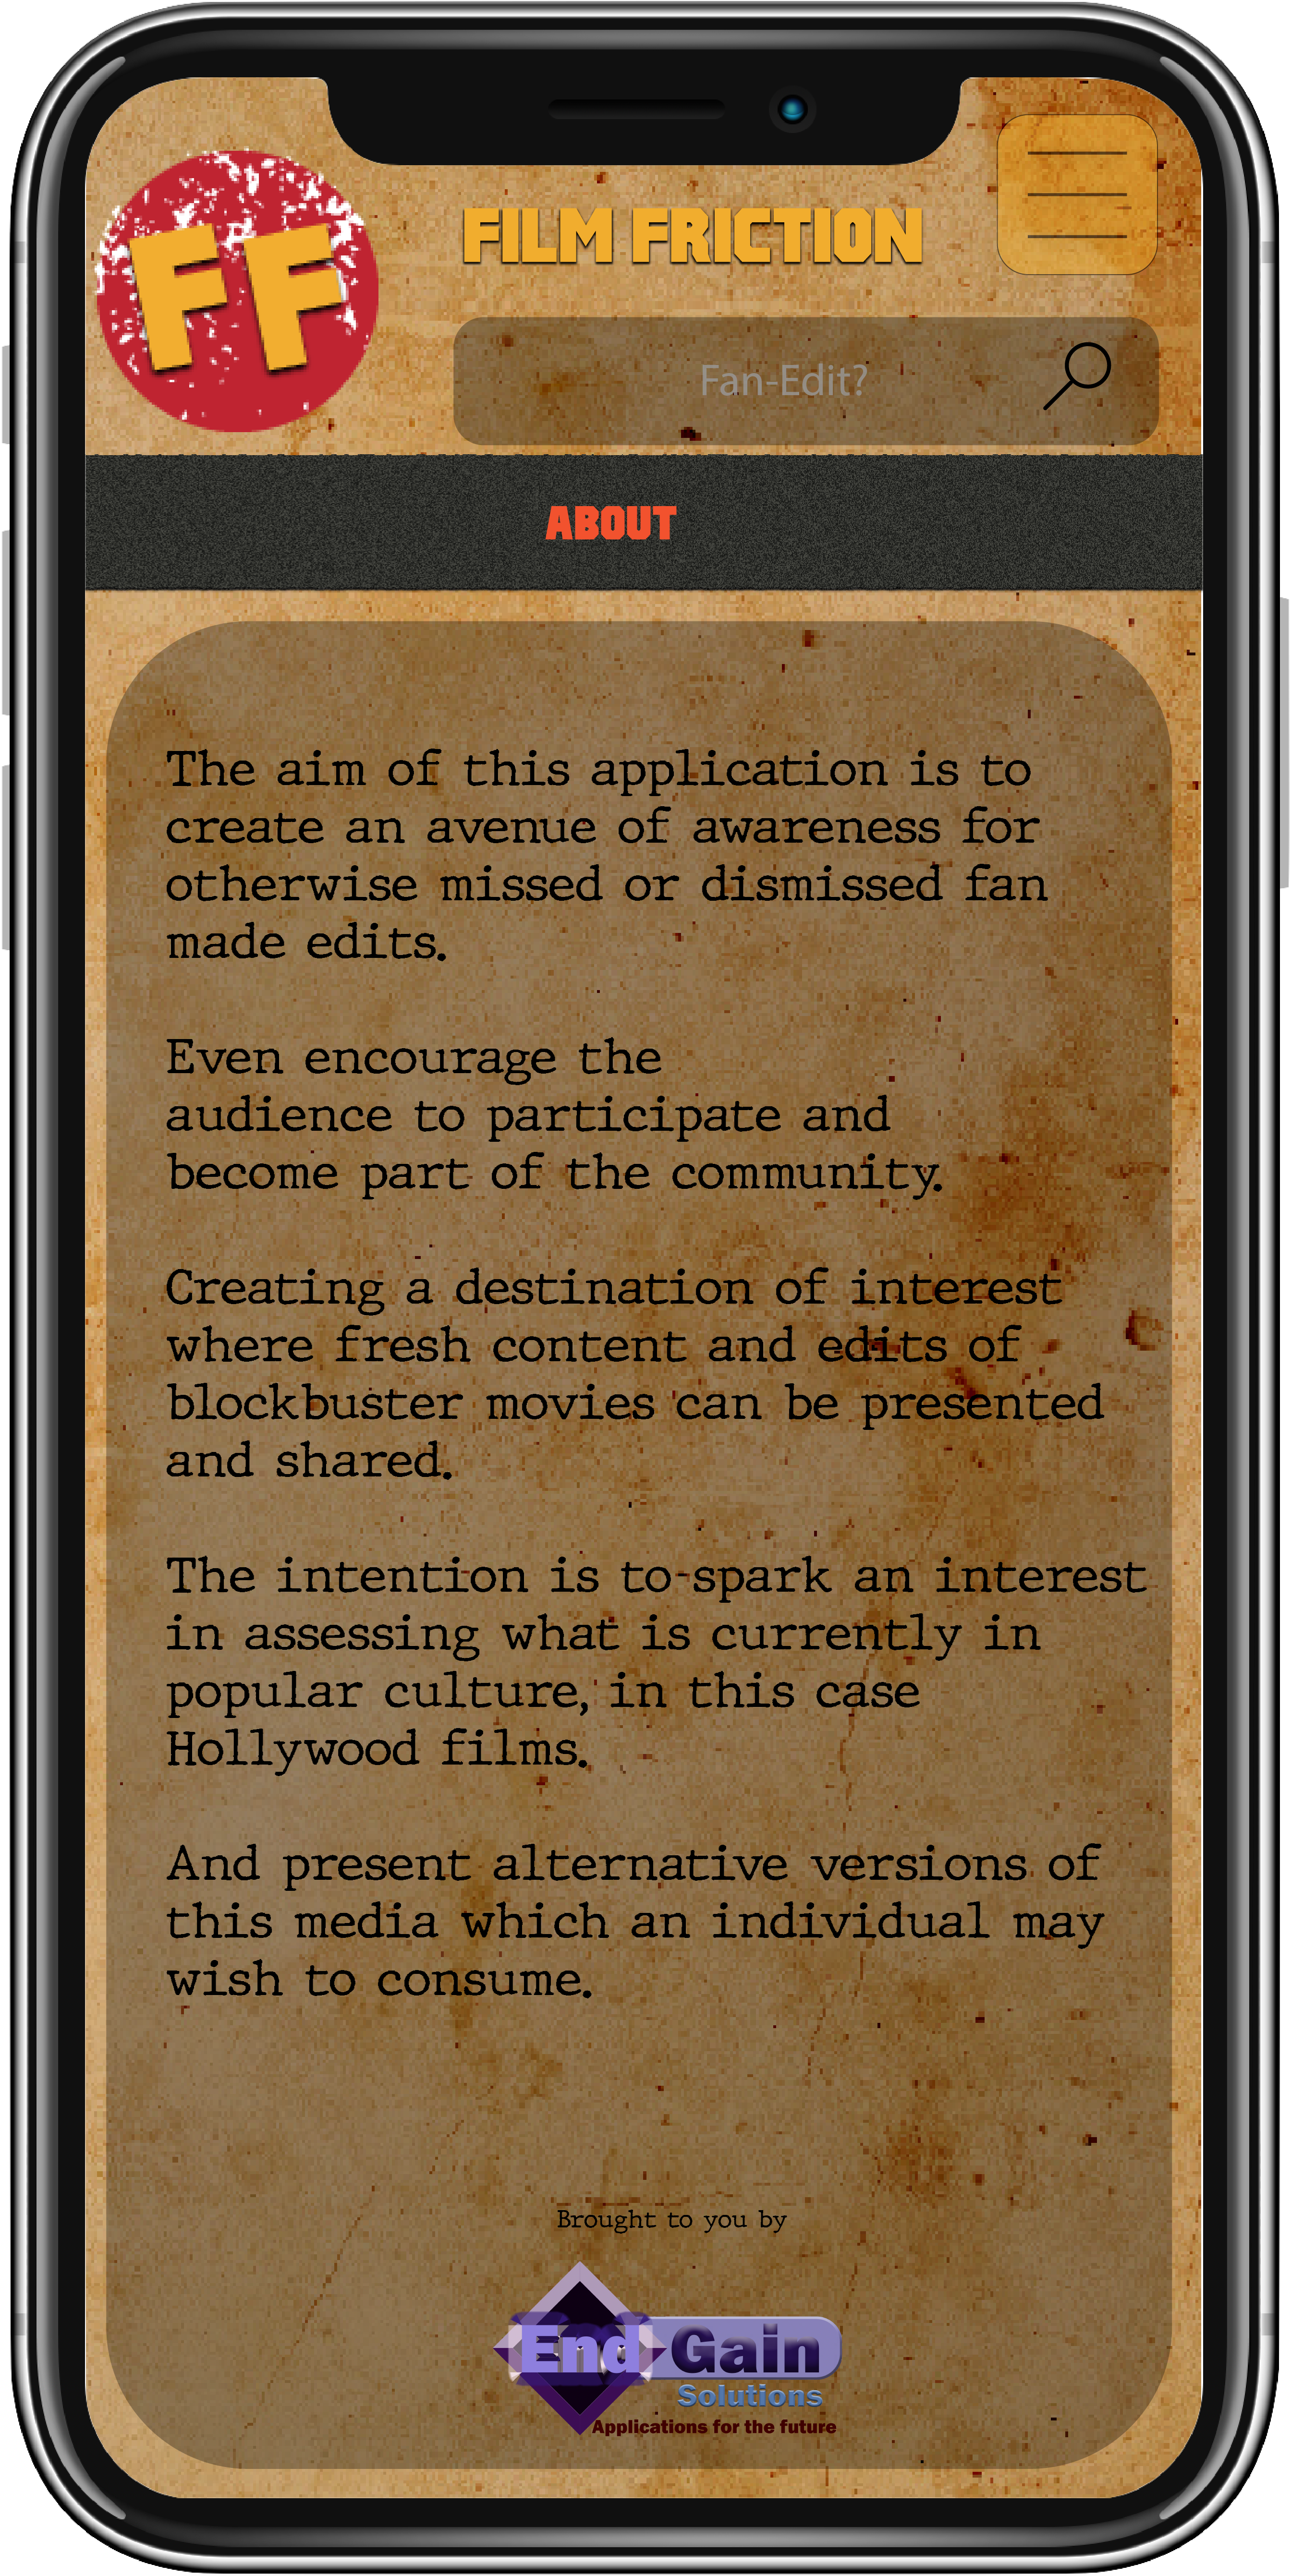 FF
FILM FRICTION
Fan-Edit?
ABOUT
The aim of this application is to
create an avenue of awareness for
otherwise missed or dismissed fan
made edits.
Even encourage the
audience to participate and
become part of the community.
Creating a destination of interest
where fresh content and edits of
blockbuster movies can be presented
and shared.
The intention is to spark an interest
in assessing what is currently in
popular culture, in this case
Hollywood films.
And present alternative versions of
this media which an individual may
wish to consume.
Brought to you by
End Gain
Solutions
Applications for the future